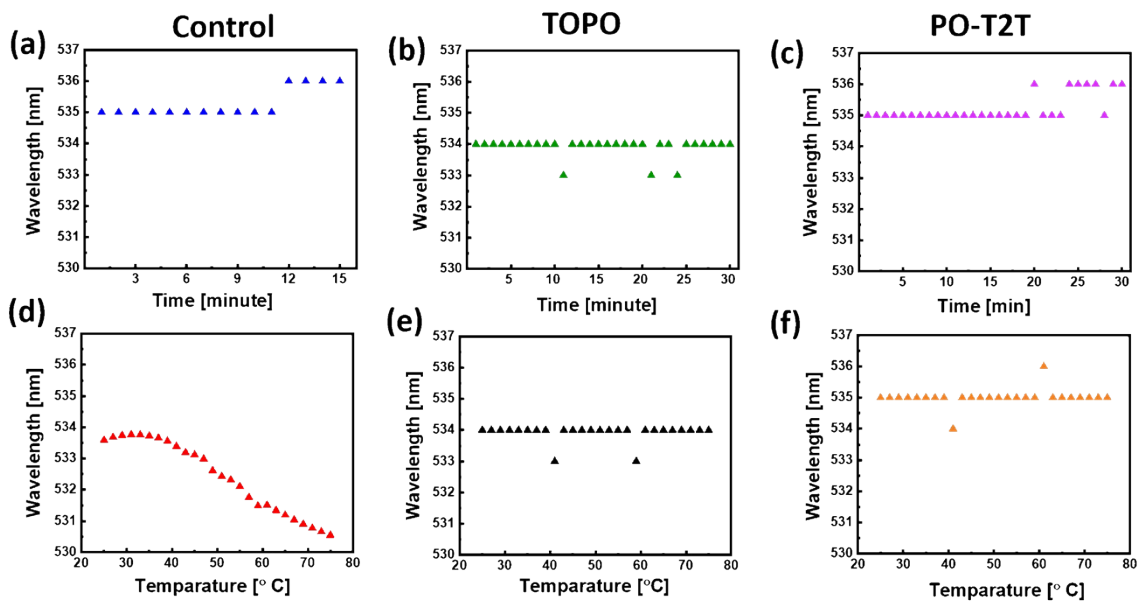 Control
TOPO
PO-T2T
(a)
537
536
535
534
533
532
531
530
Wavelength [nm]
3 6 9 12 15
Time [minute]
(b)
537
536
535
534
533
532
531
530
Wavelength [nm]
5 10 15 20 25 30
Time [minute]
(c)
537
536
535
534
533
532
531
530
Wavelength [nm]
5 10 15 20 25 30
Time [min]
(d)
537
536
535
534
533
532
531
530
Wavelength [nm]
20 30 40 50 60 70 80
Temparature [° C]
(e)
537
536
535
534
533
532
531
530
Wavelength [nm]
20 30 40 50 60 70 80
Temparature [°C]
(f)
537
536
535
534
533
532
531
530
Wavelength [nm]
20 30 40 50 60 70 80
Temparature [° C]